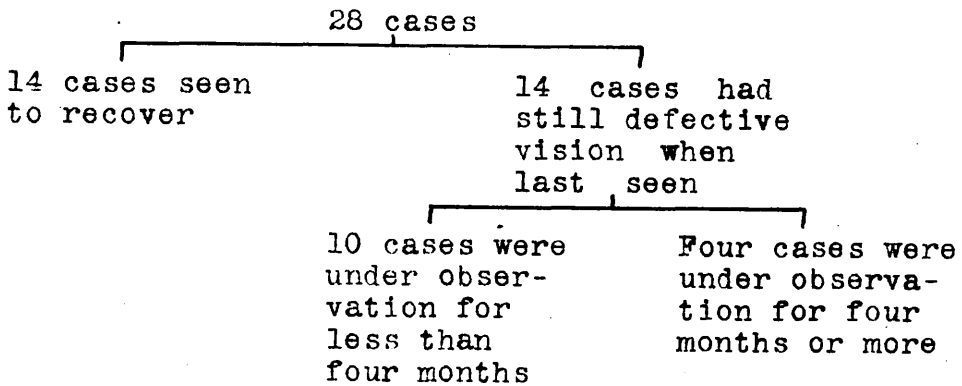 28 cases
14 cases seen
to recover
14 cases had
still defective
vision when
last seen
10 cases were
under obser-
vation for
less than
four months
Four cases were
under observa-
tion for four
months or more